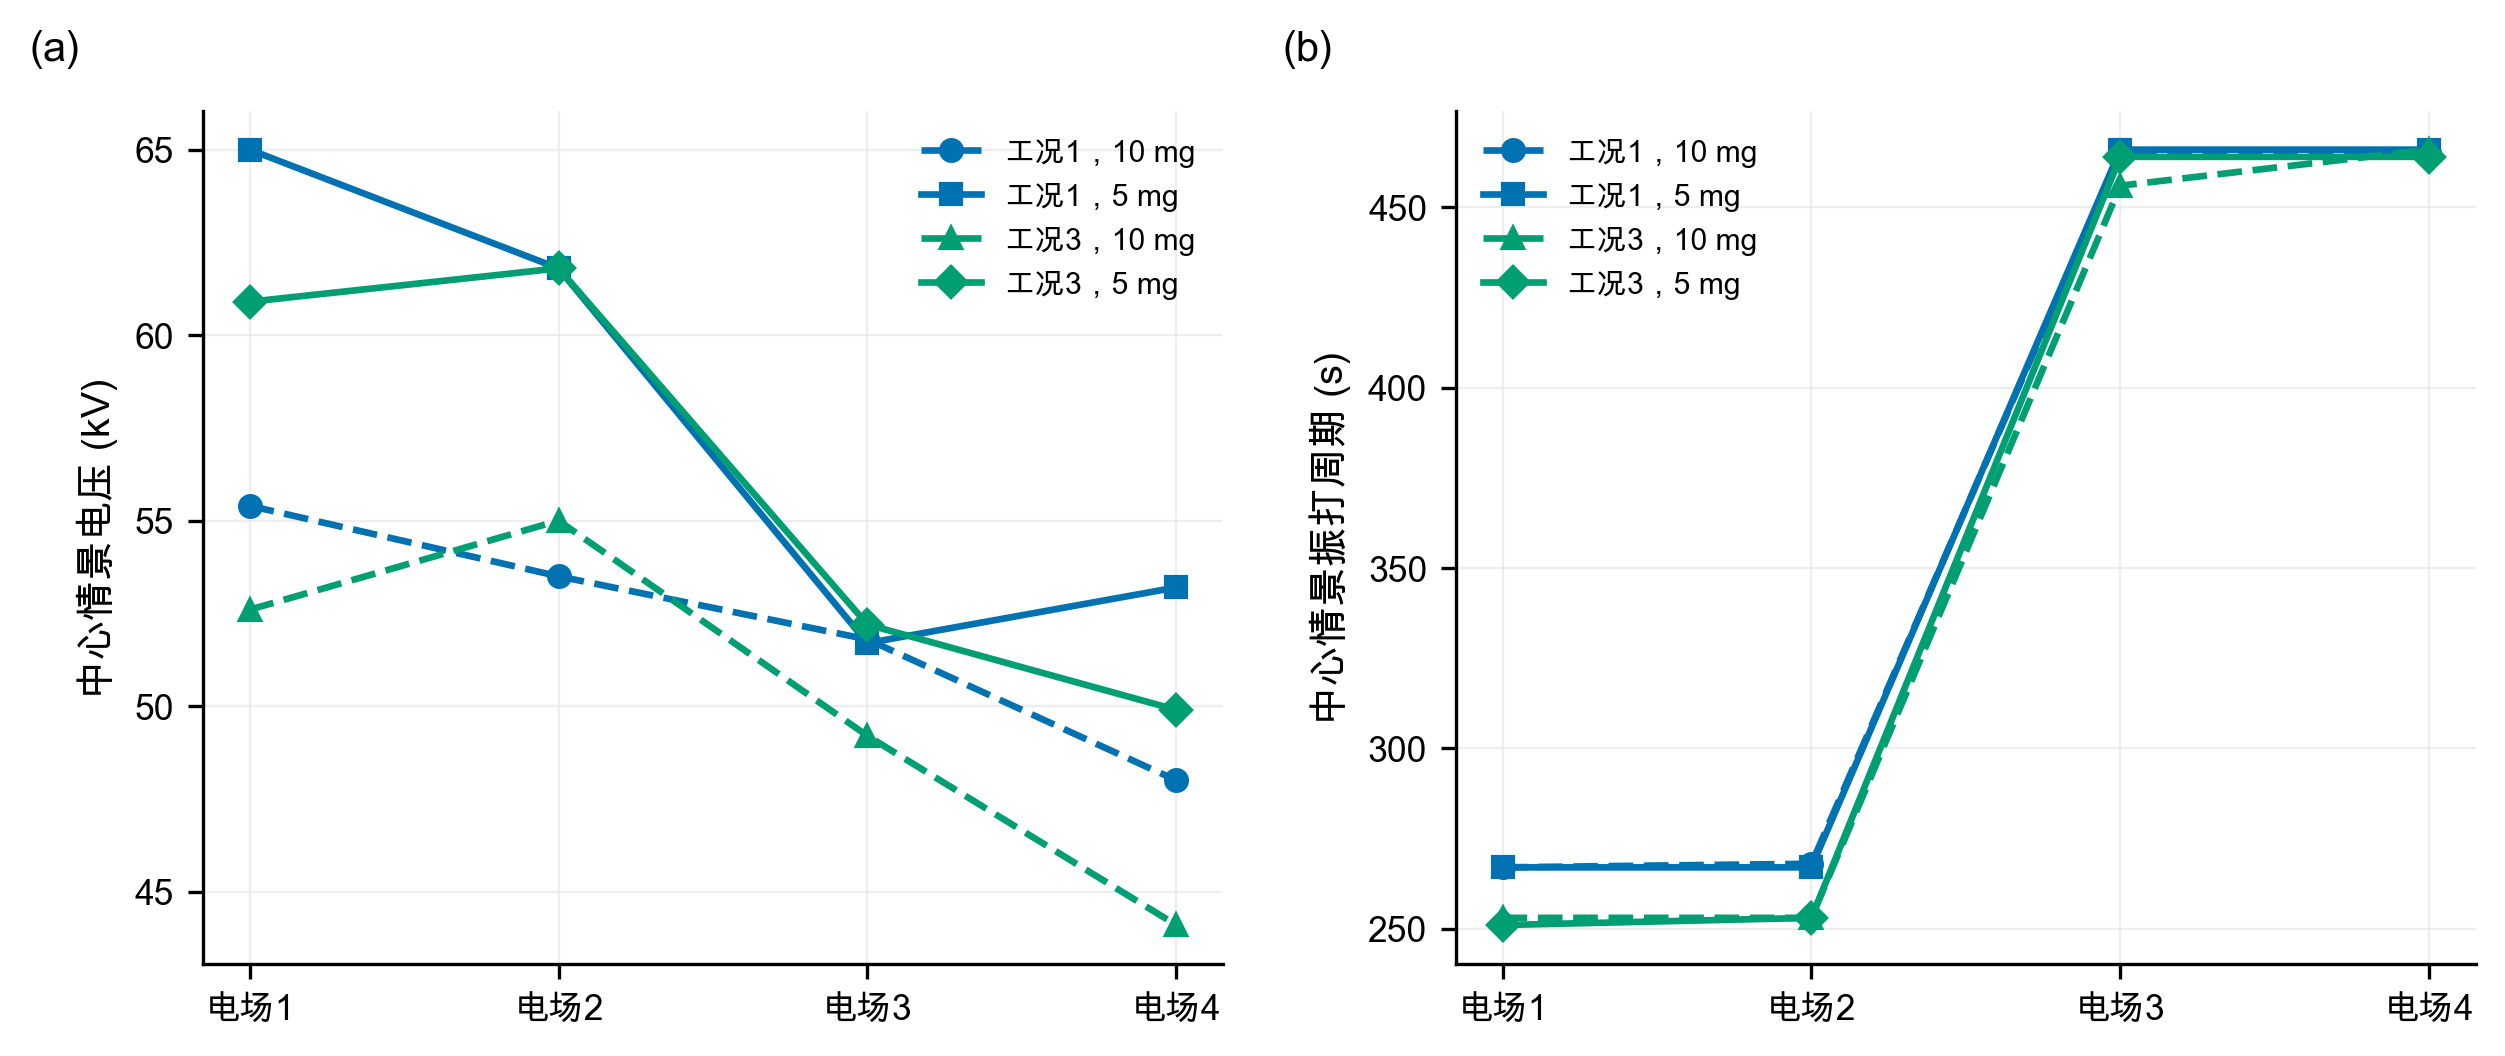 (a)
65
60
55
50
45
中心情景电压 (kV)
工况1，10 mg
工况1，5 mg
工况3，10 mg
工况3，5 mg
电场1
电场2
电场3
电场4
(b)
450
400
350
300
250
中心情景振打周期 (s)
工况1，10 mg
工况1，5 mg
工况3，10 mg
工况3，5 mg
电场1
电场2
电场3
电场4